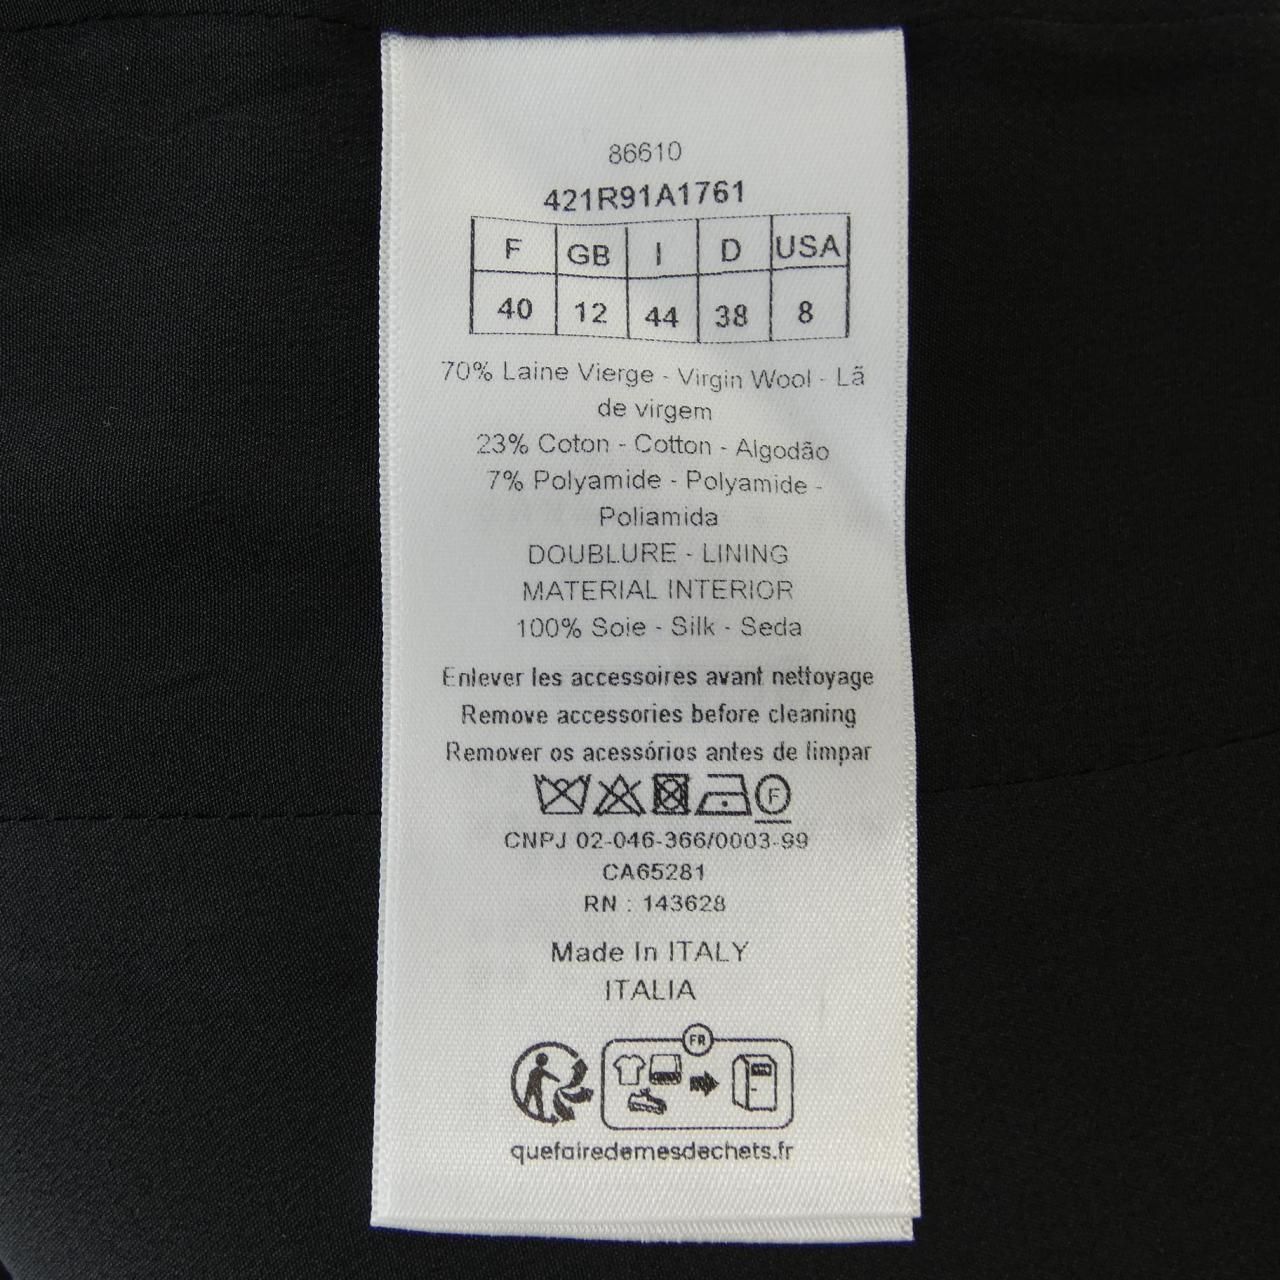 86610
421R91A1761
F GB I D USA
40 12 44 38 8
70% Laine Vierge - Virgin Wool - Lã
de virgem
23% Coton - Cotton - Algodão
7% Polyamide - Polyamide -
Poliamida
DOUBLURE - LINING
MATERIAL INTERIOR
100% Soie - Silk - Seda
Enlever les accessoires avant nettoyage
Remove accessories before cleaning
Remover os acessórios antes de limpar
F
CNPJ 02-046-366/0003-99
CA65281
RN : 143628
Made In ITALY
ITALIA
FR
quefairedemesdechets.fr